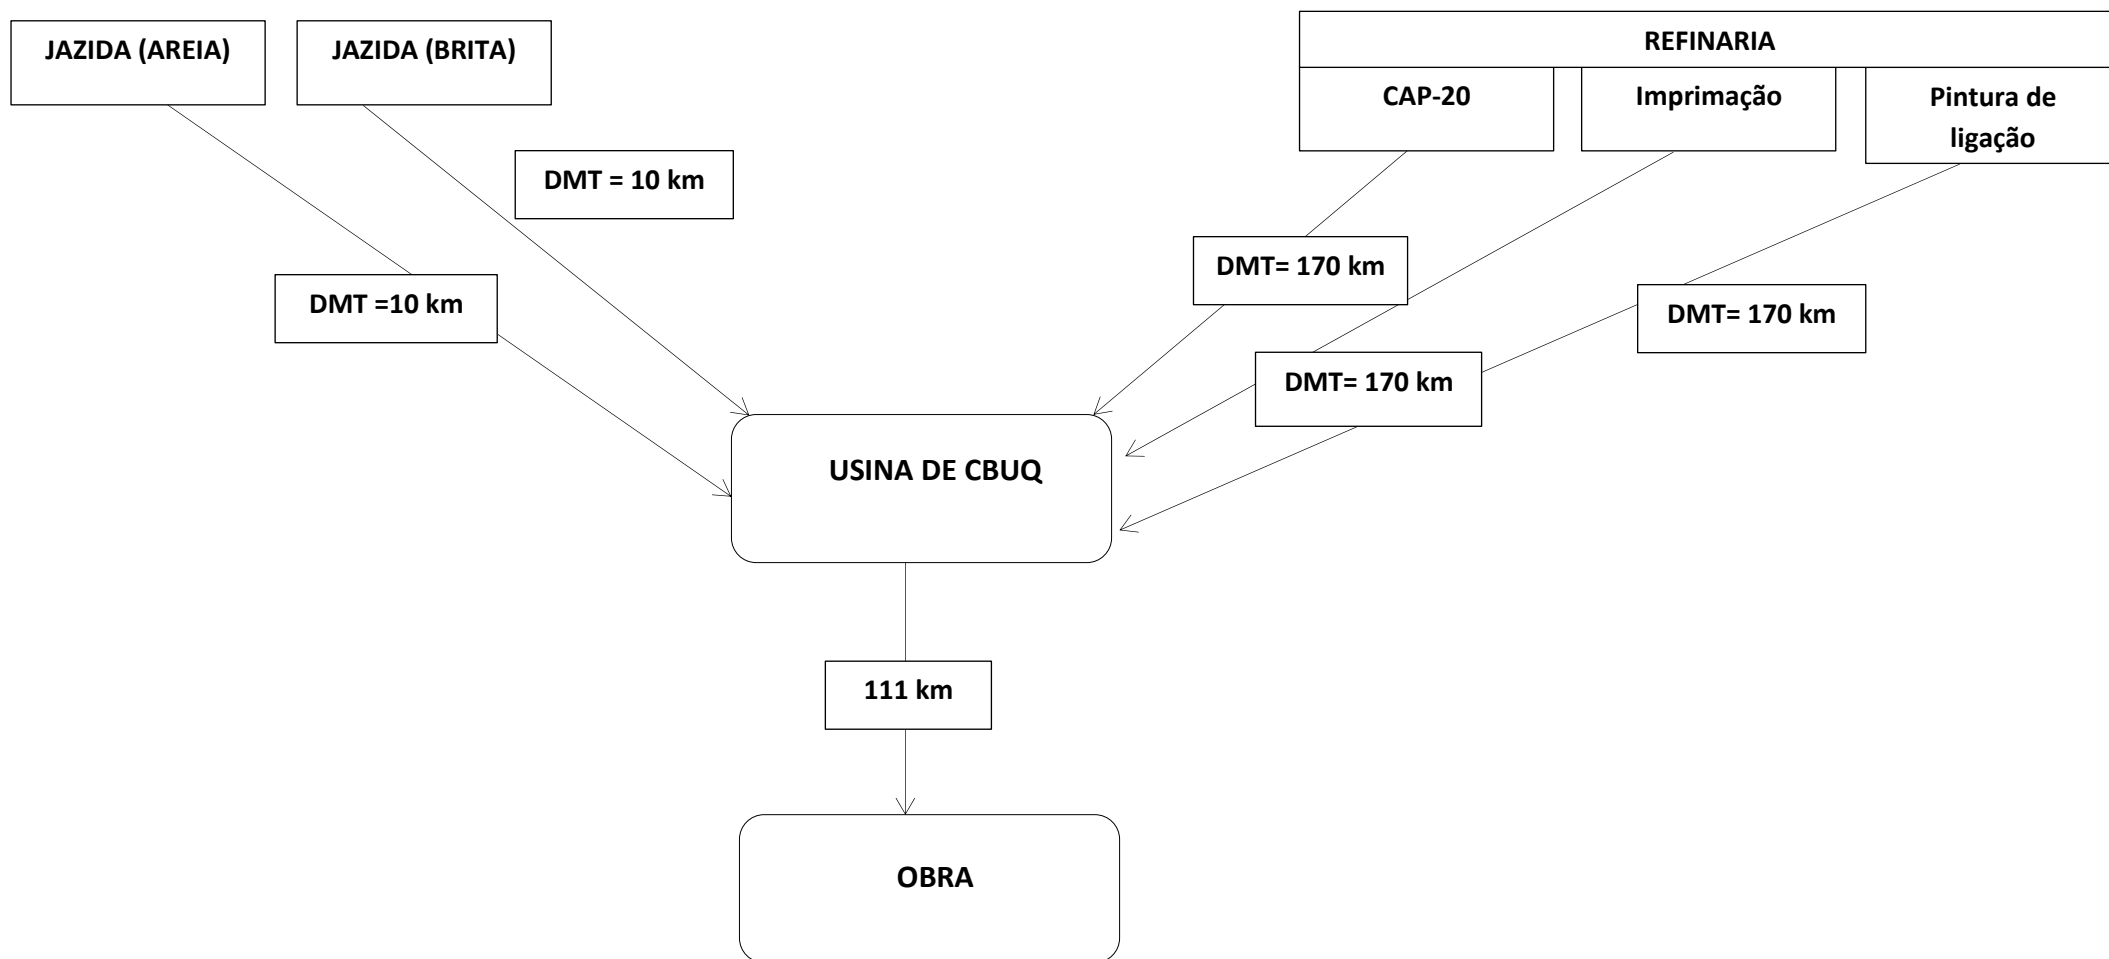 JAZIDA (AREIA)
JAZIDA (BRITA)
REFINARIA
CAP-20
Imprimação
Pintura de
ligação
DMT = 10 km
DMT =10 km
DMT= 170 km
DMT= 170 km
DMT= 170 km
USINA DE CBUQ
111 km
OBRA